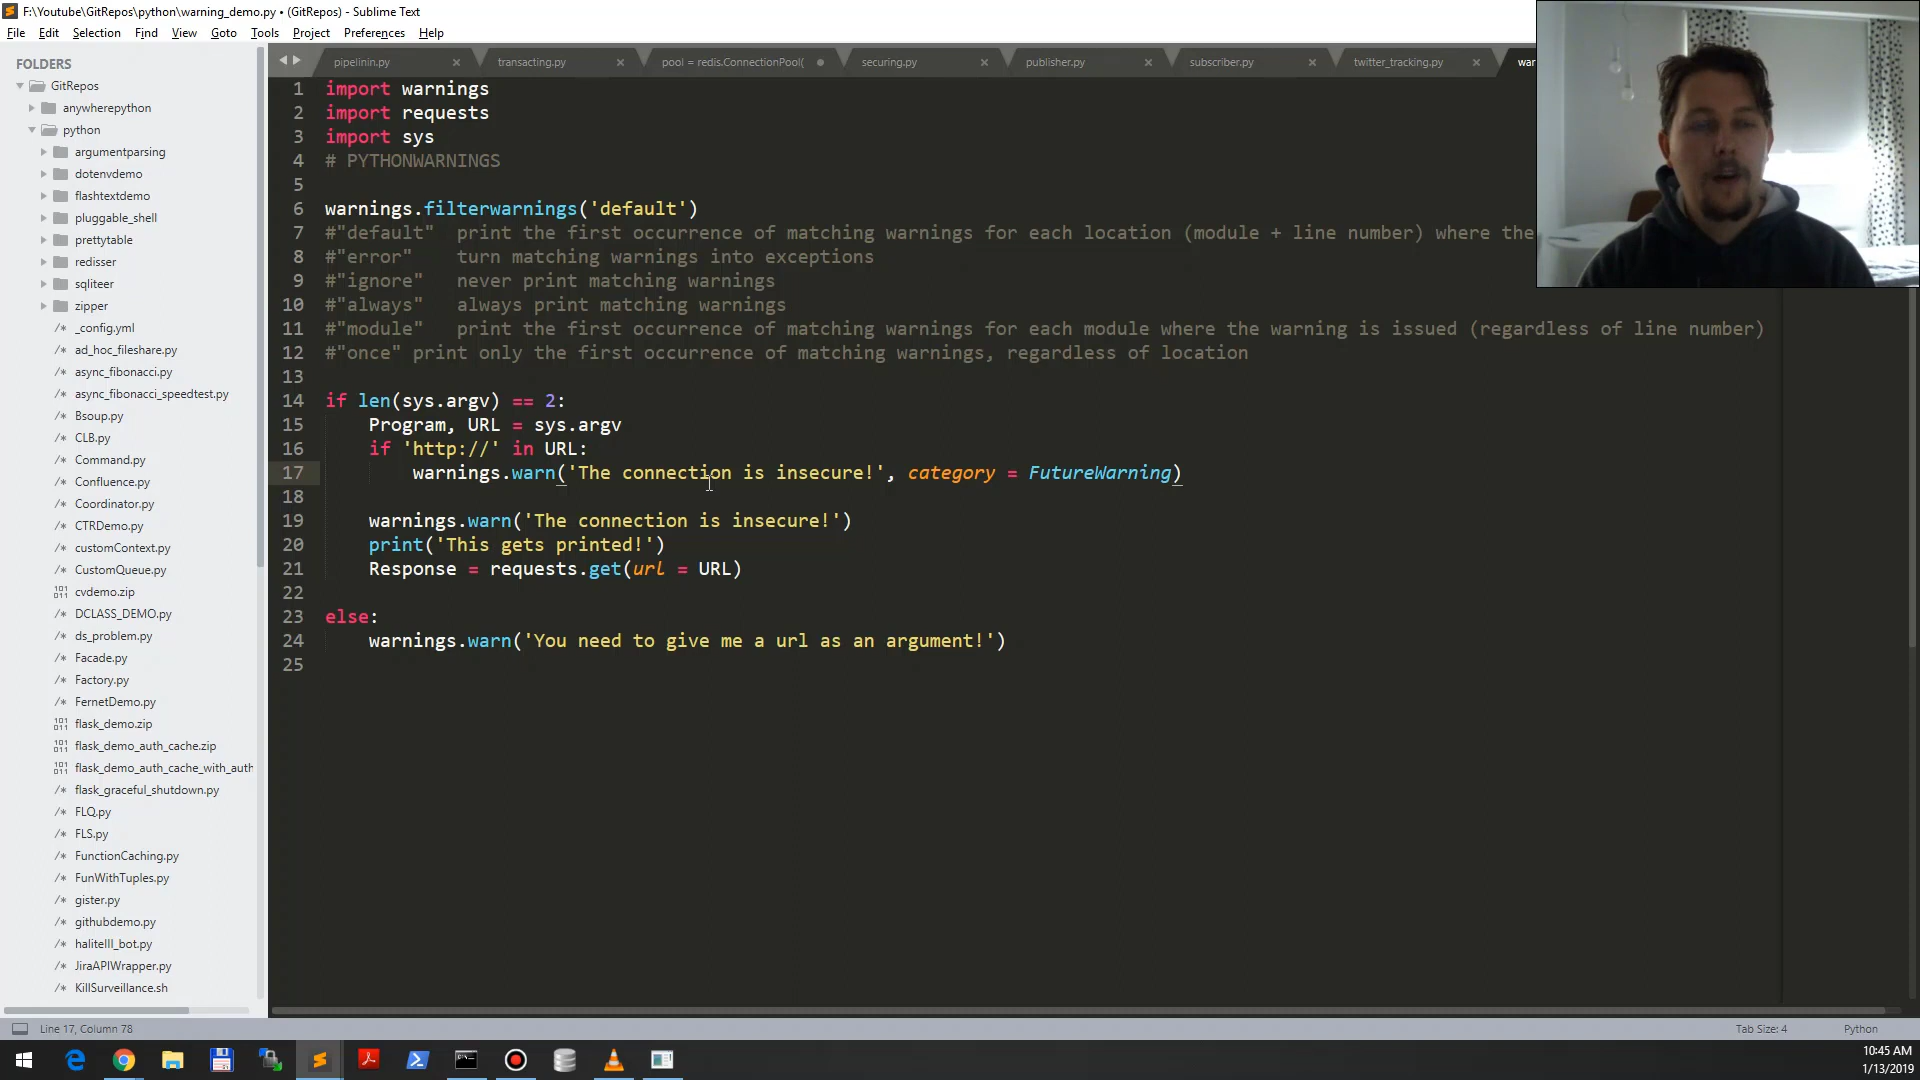 F:\Youtube\GitRepos\python\warning_demo.py • (GitRepos) - Sublime Text
File Edit Selection Find View Goto Tools Project Preferences Help
FOLDERS
GitRepos
anywherepython
python
argumentparsing
dotenvdemo
flashtextdemo
pluggable_shell
prettytable
redisser
sqliteer
zipper
_config.yml
ad_hoc_fileshare.py
async_fibonacci.py
async_fibonacci_speedtest.py
Bsoup.py
CLB.py
Command.py
Confluence.py
Coordinator.py
CTRDemo.py
customContext.py
CustomQueue.py
cvdemo.zip
DCLASS_DEMO.py
ds_problem.py
Facade.py
Factory.py
FernetDemo.py
flask_demo.zip
flask_demo_auth_cache.zip
flask_demo_auth_cache_with_auth
flask_graceful_shutdown.py
FLQ.py
FLS.py
FunctionCaching.py
FunWithTuples.py
gister.py
githubdemo.py
halitelll_bot.py
JiraAPIWrapper.py
KillSurveillance.sh
pipelinin.py transacting.py pool = redis.ConnectionPool( securing.py publisher.py subscriber.py twitter_tracking.py war
1 import warnings
2 import requests
3 import sys
4 # PYTHONWARNINGS
5
6 warnings.filterwarnings('default')
7 #"default" print the first occurrence of matching warnings for each location (module + line number) where the
8 #"error" turn matching warnings into exceptions
9 #"ignore" never print matching warnings
10 #"always" always print matching warnings
11 #"module" print the first occurrence of matching warnings for each module where the warning is issued (regardless of line number)
12 #"once" print only the first occurrence of matching warnings, regardless of location
13
14 if len(sys.argv) == 2:
15 Program, URL = sys.argv
16 if 'http://' in URL:
17 warnings.warn('The connection is insecure!', category = FutureWarning)
18
19 warnings.warn('The connection is insecure!')
20 print('This gets printed!')
21 Response = requests.get(url = URL)
22
23 else:
24 warnings.warn('You need to give me a url as an argument!')
25
Line 17, Column 78 Tab Size: 4 Python
10:45 AM
1/13/2019